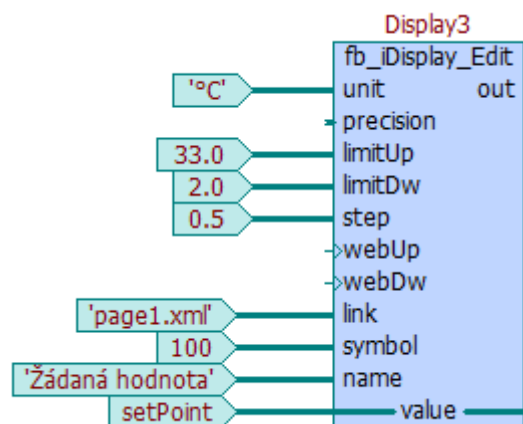 Display3
fb_iDisplay_Edit
'°C' unit out
precision
33.0 limitUp
2.0 limitDw
0.5 step
webUp
webDw
'page1.xml' link
100 symbol
'Žádaná hodnota' name
setPoint value